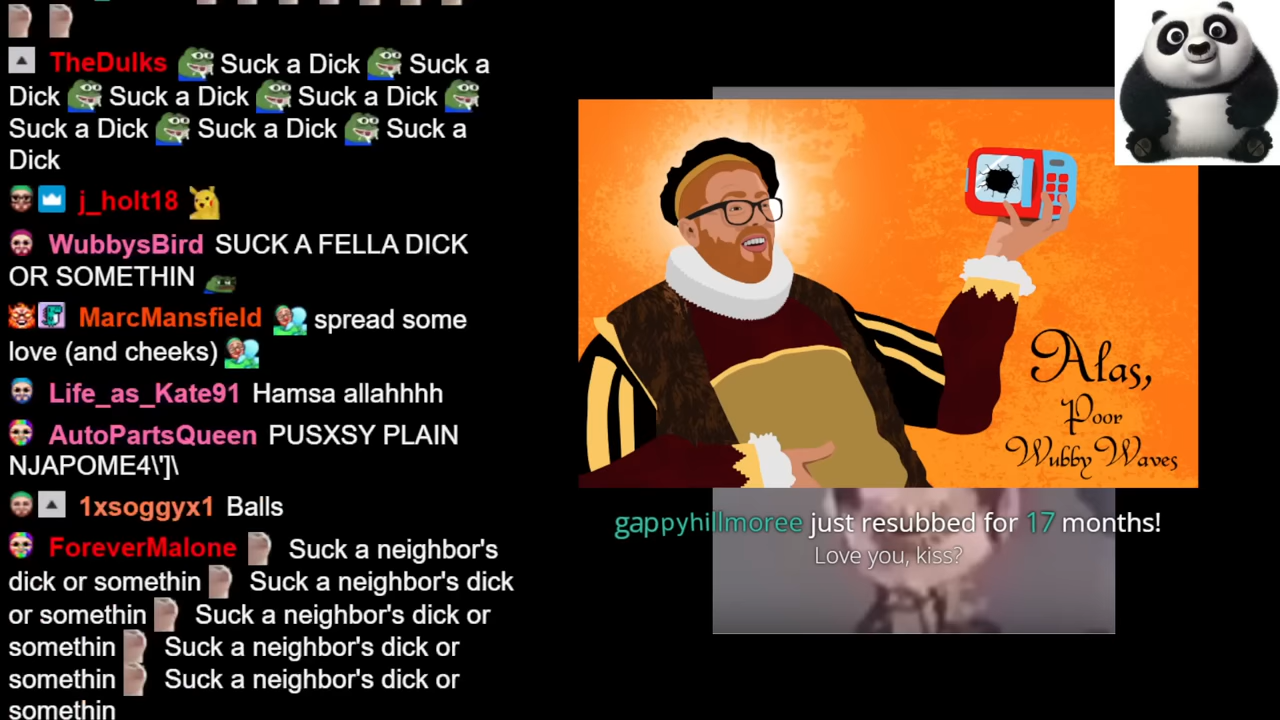 TheDulks Suck a Dick Suck a
Dick Suck a Dick Suck a Dick
Suck a Dick Suck a Dick Suck a
Dick
j_holt18
WubbysBird SUCK A FELLA DICK
OR SOMETHIN
MarcMansfield spread some
love (and cheeks)
Life_as_Kate91 Hamsa allahhhh
AutoPartsQueen PUSXSY PLAIN
NJAPOME4\']\
1xsoggyx1 Balls
ForeverMalone Suck a neighbor's
dick or somethin Suck a neighbor's dick
or somethin Suck a neighbor's dick or
somethin Suck a neighbor's dick or
somethin Suck a neighbor's dick or
somethin
Alas,
Poor
Wubby Waves
gappyhillmoree just resubbed for 17 months!
Love you, kiss?